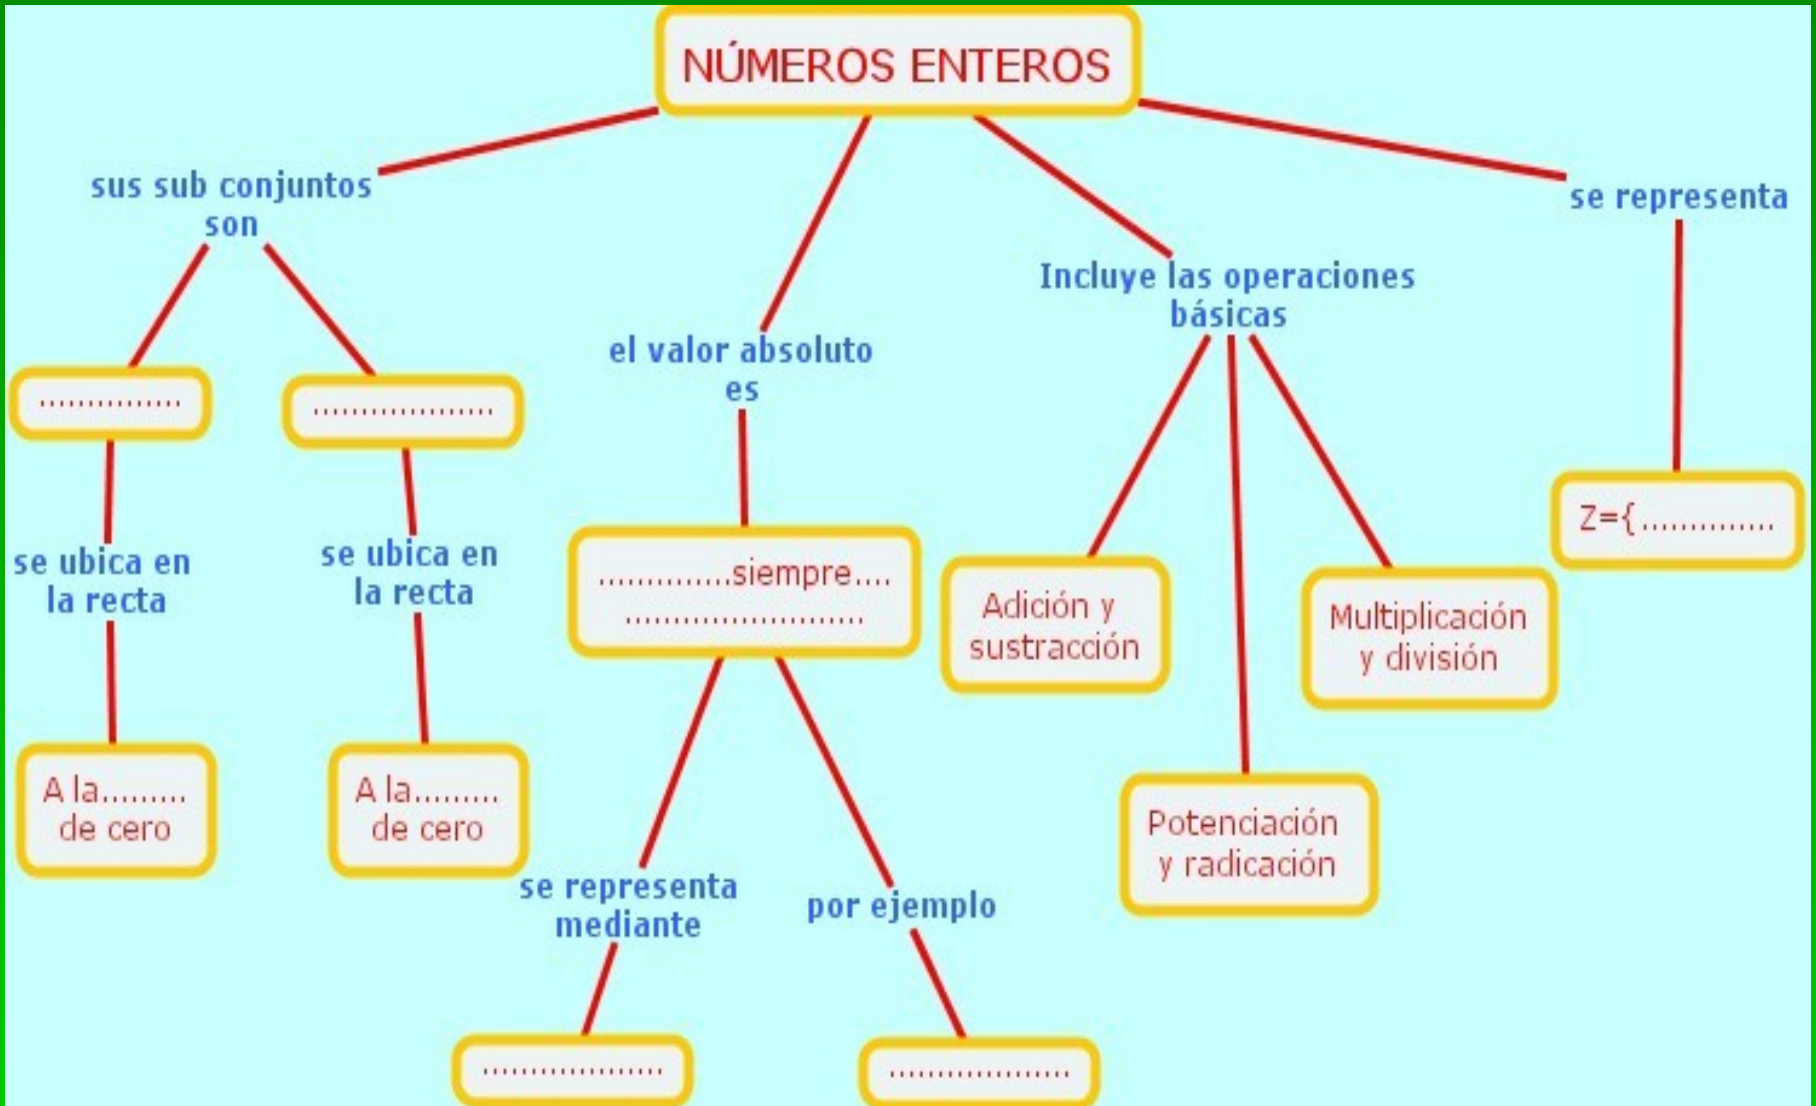 NÚMEROS ENTEROS
sus sub conjuntos
son
...............
...................
se ubica en
la recta
se ubica en
la recta
A la.........
de cero
A la.........
de cero
el valor absoluto
es
..............siempre....
.........................
se representa
mediante
por ejemplo
...................
...................
Incluye las operaciones
básicas
Adición y
sustracción
Potenciación
y radicación
Multiplicación
y división
se representa
Z={..............